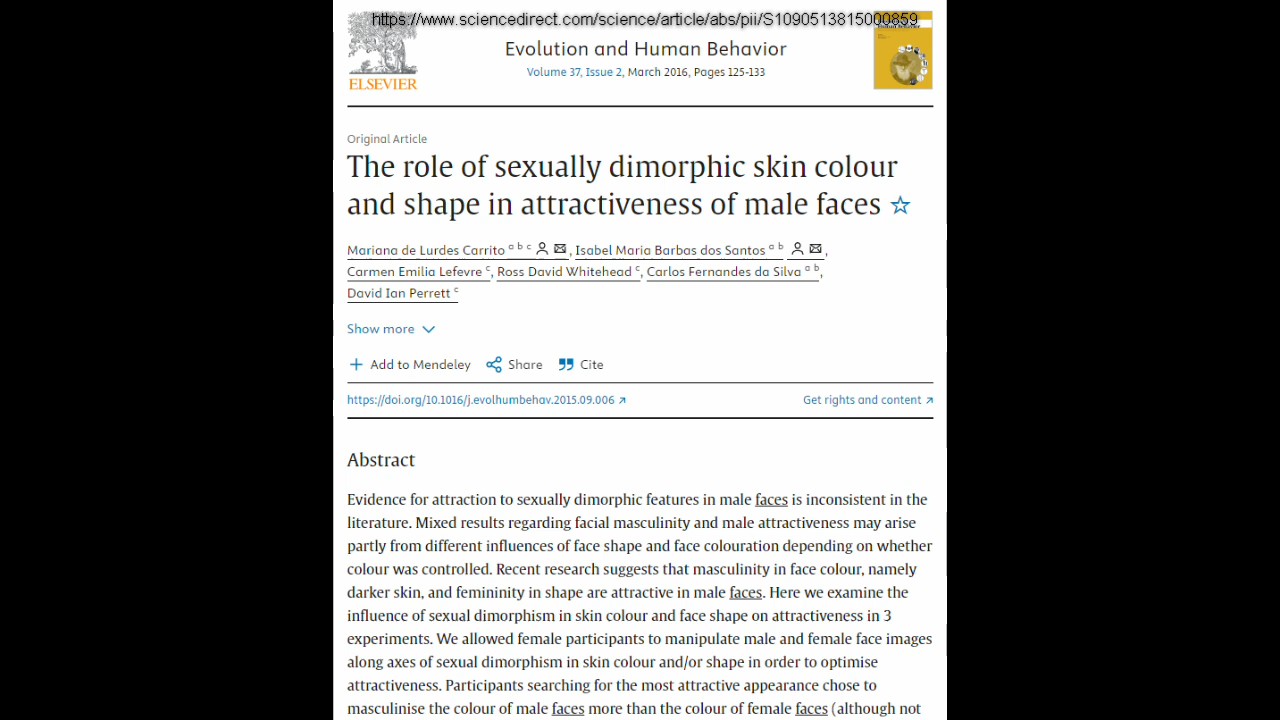 https://www.sciencedirect.com/science/article/abs/pii/S1090513815000859
Evolution and Human Behavior
Volume 37, Issue 2, March 2016, Pages 125-133
ELSEVIER
Original Article
The role of sexually dimorphic skin colour
and shape in attractiveness of male faces ☆
Mariana de Lurdes Carrito a b c, Isabel Maria Barbas dos Santos a b,
Carmen Emilia Lefevre c, Ross David Whitehead c, Carlos Fernandes da Silva a b,
David Ian Perrett c
Show more
+ Add to Mendeley Share Cite
https://doi.org/10.1016/j.evolhumbehav.2015.09.006 ↗ Get rights and content ↗
Abstract
Evidence for attraction to sexually dimorphic features in male faces is inconsistent in the
literature. Mixed results regarding facial masculinity and male attractiveness may arise
partly from different influences of face shape and face colouration depending on whether
colour was controlled. Recent research suggests that masculinity in face colour, namely
darker skin, and femininity in shape are attractive in male faces. Here we examine the
influence of sexual dimorphism in skin colour and face shape on attractiveness in 3
experiments. We allowed female participants to manipulate male and female face images
along axes of sexual dimorphism in skin colour and/or shape in order to optimise
attractiveness. Participants searching for the most attractive appearance chose to
masculinise the colour of male faces more than the colour of female faces (although not